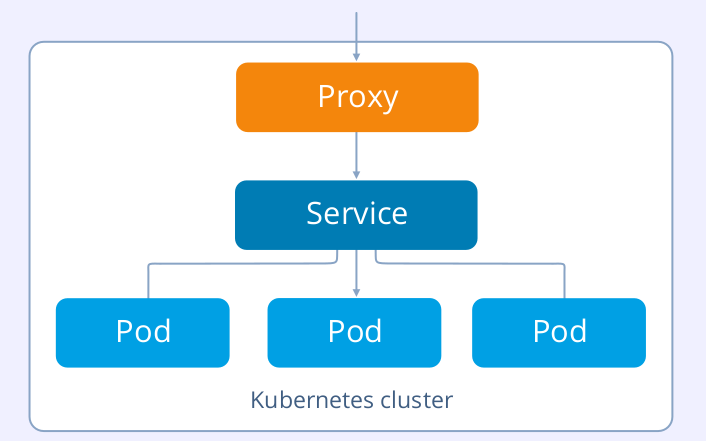 Proxy
Service
Pod
Pod
Pod
Kubernetes cluster